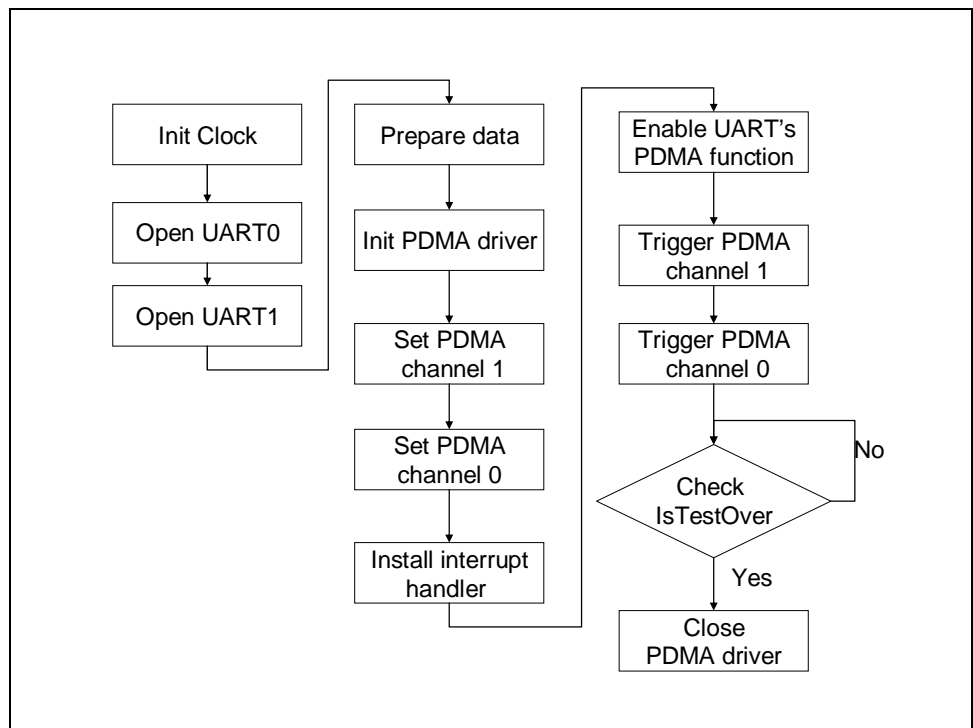 Init Clock
Open UART0
Open UART1
Prepare data
Init PDMA driver
Set PDMA
channel 1
Set PDMA
channel 0
Install interrupt
handler
Enable UART's
PDMA function
Trigger PDMA
channel 1
Trigger PDMA
channel 0
Check
IsTestOver
No
Yes
Close
PDMA driver